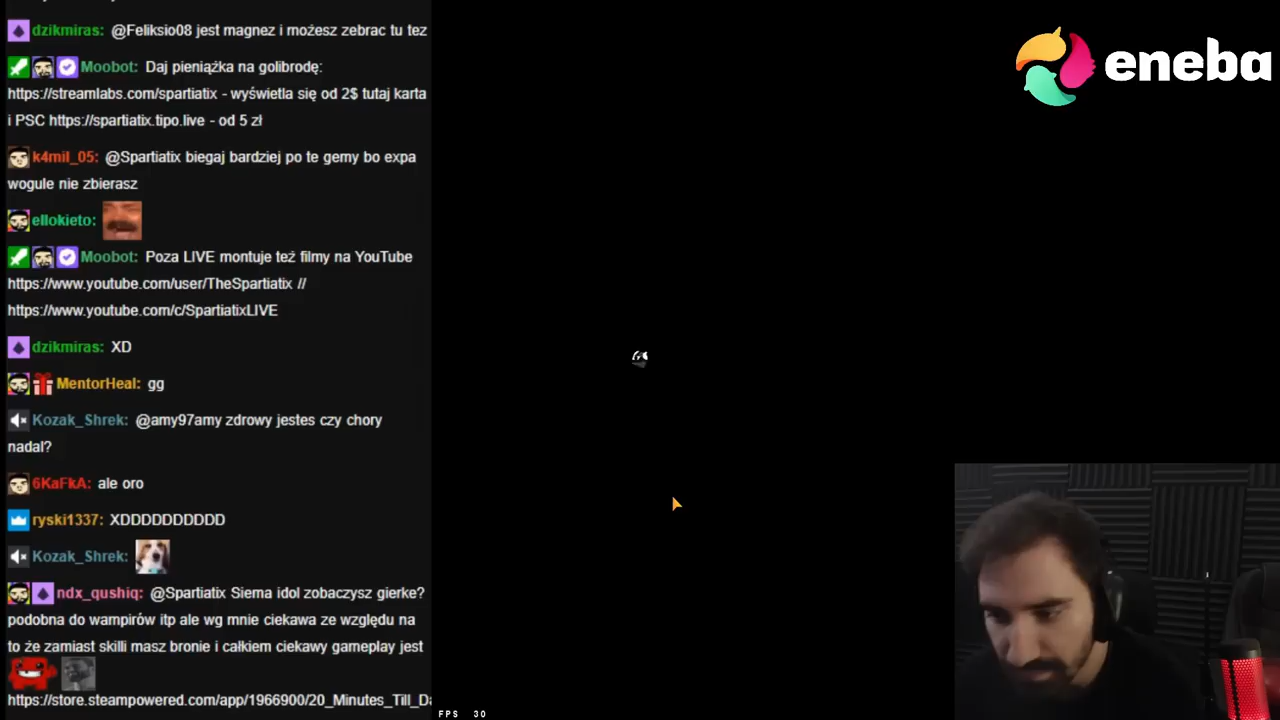 dzikmiras: @Feliksio08 jest magnez i możesz zebrac tu tez
Moobot: Daj pieniążka na golibrodę:
https://streamlabs.com/spartiatix - wyświetla się od 2$ tutaj karta
i PSC https://spartiatix.tipo.live - od 5 zł
k4mil_05: @Spartiatix biegaj bardziej po te gemy bo expa
wogule nie zbierasz
ellokieto:
Moobot: Poza LIVE montuje też filmy na YouTube
https://www.youtube.com/user/TheSpartiatix //
https://www.youtube.com/c/SpartiatixLIVE
dzikmiras: XD
MentorHeal: gg
Kozak_Shrek: @amy97amy zdrowy jestes czy chory
nadal?
6KaFkA: ale oro
ryski1337: XDDDDDDDDDD
Kozak_Shrek:
ndx_qushiq: @Spartiatix Siema idol zobaczysz gierke?
podobna do wampirów itp ale wg mnie ciekawa ze względu na
to że zamiast skilli masz bronie i całkiem ciekawy gameplay jest
https://store.steampowered.com/app/1966900/20_Minutes_Till_Da
FPS 30
eneba